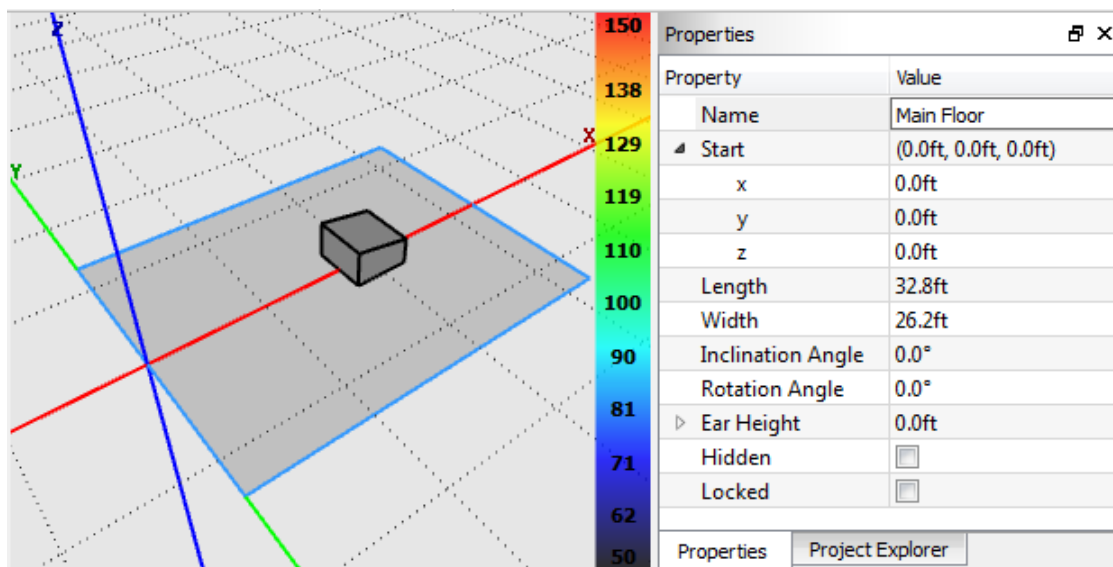 Z
X
Y
150
138
129
119
110
100
90
81
71
62
50
Properties
Property Value
Name Main Floor
Start (0.0ft, 0.0ft, 0.0ft)
x 0.0ft
y 0.0ft
z 0.0ft
Length 32.8ft
Width 26.2ft
Inclination Angle 0.0°
Rotation Angle 0.0°
Ear Height 0.0ft
Hidden
Locked
Properties Project Explorer